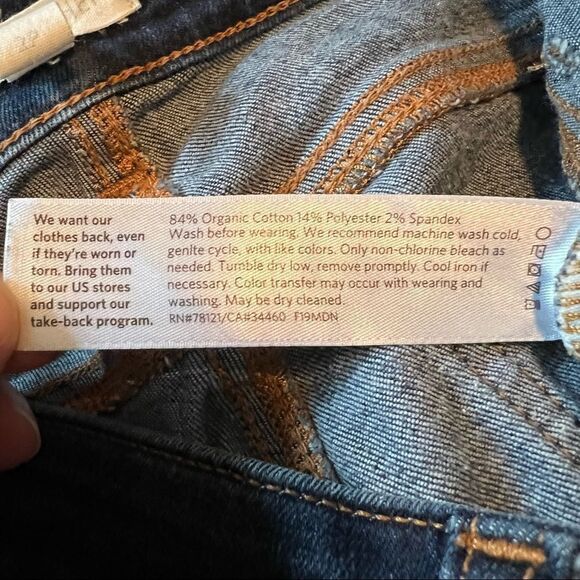 We want our
clothes back, even
if they're worn or
torn. Bring them
to our US stores
and support our
take-back program.
84% Organic Cotton 14% Polyester 2% Spandex
Wash before wearing. We recommend machine wash cold,
genlte cycle, with like colors. Only non-chlorine bleach as
needed. Tumble dry low, remove promptly. Cool iron if
necessary. Color transfer may occur with wearing and
washing. May be dry cleaned.
RN#78121/CA#34460 F19MDN